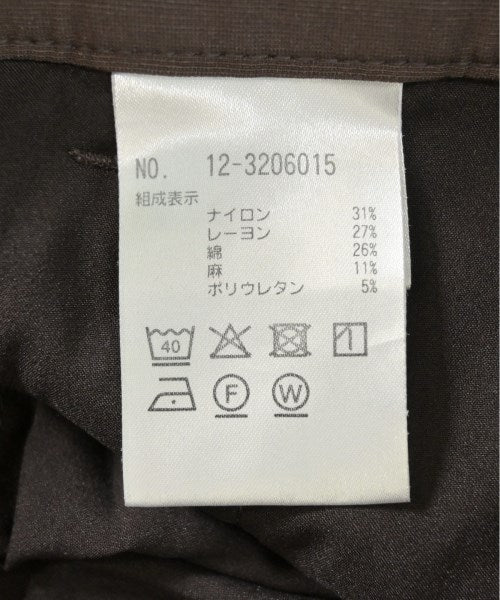 NO. 12-3206015
組成表示
ナイロン 31%
レーヨン 27%
綿 26%
麻 11%
ポリウレタン 5%
40
F W